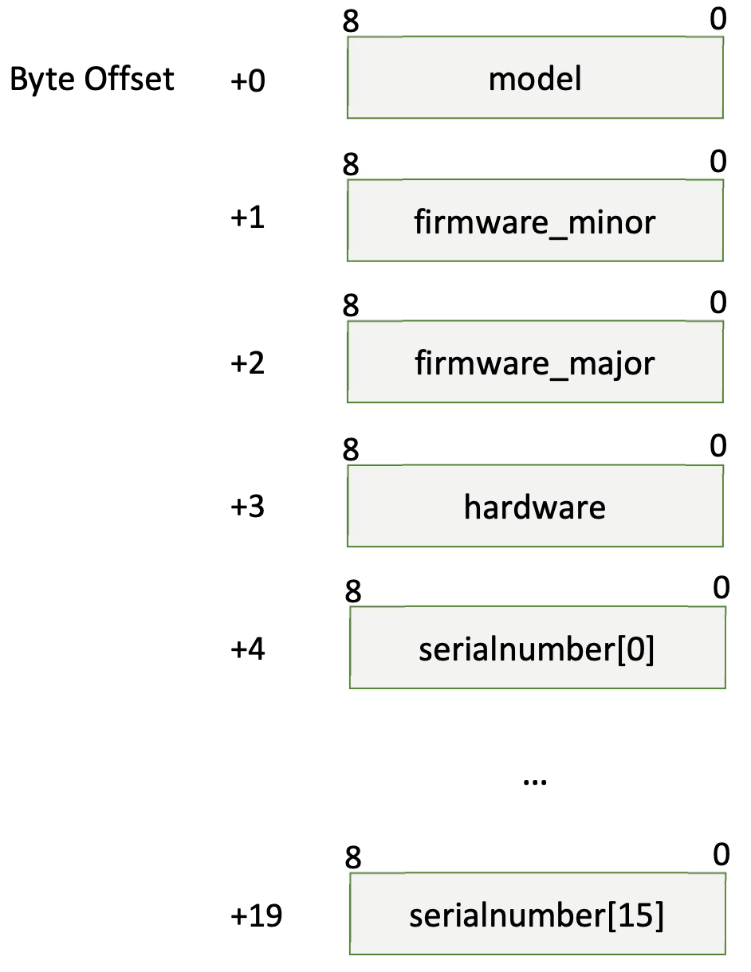 8 0
Byte Offset +0 model
8 0
+1 firmware_minor
8 0
+2 firmware_major
8 0
+3 hardware
8 0
+4 serialnumber[0]
...
8 0
+19 serialnumber[15]